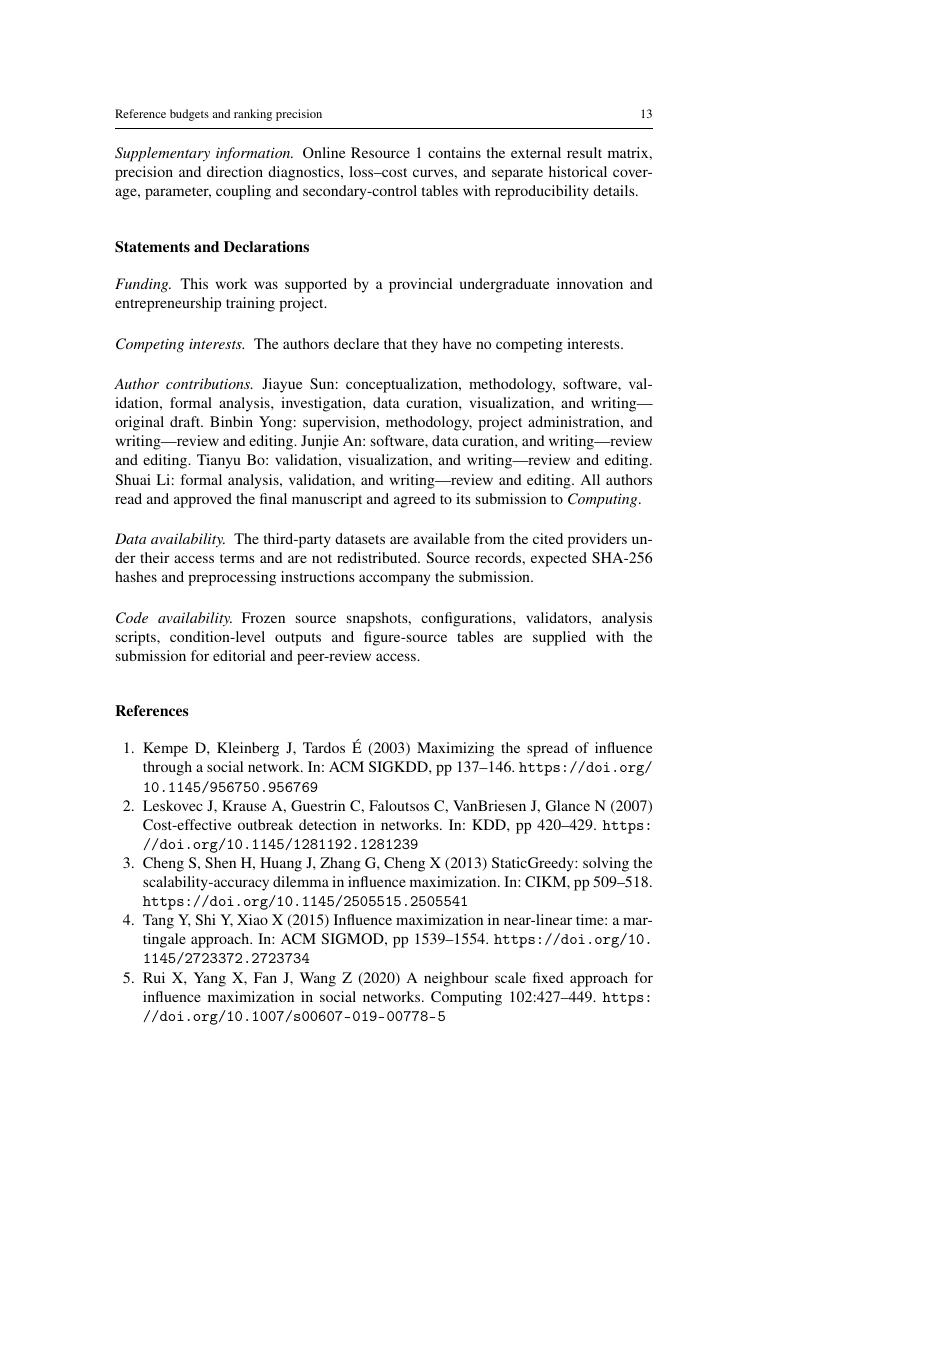 Reference budgets and ranking precision 13
Supplementary information. Online Resource 1 contains the external result matrix,
precision and direction diagnostics, loss–cost curves, and separate historical cover-
age, parameter, coupling and secondary-control tables with reproducibility details.
Statements and Declarations
Funding. This work was supported by a provincial undergraduate innovation and
entrepreneurship training project.
Competing interests. The authors declare that they have no competing interests.
Author contributions. Jiayue Sun: conceptualization, methodology, software, val-
idation, formal analysis, investigation, data curation, visualization, and writing—
original draft. Binbin Yong: supervision, methodology, project administration, and
writing—review and editing. Junjie An: software, data curation, and writing—review
and editing. Tianyu Bo: validation, visualization, and writing—review and editing.
Shuai Li: formal analysis, validation, and writing—review and editing. All authors
read and approved the final manuscript and agreed to its submission to Computing.
Data availability. The third-party datasets are available from the cited providers un-
der their access terms and are not redistributed. Source records, expected SHA-256
hashes and preprocessing instructions accompany the submission.
Code availability. Frozen source snapshots, configurations, validators, analysis
scripts, condition-level outputs and figure-source tables are supplied with the
submission for editorial and peer-review access.
References
1. Kempe D, Kleinberg J, Tardos É (2003) Maximizing the spread of influence
through a social network. In: ACM SIGKDD, pp 137–146. https://doi.org/
10.1145/956750.956769
2. Leskovec J, Krause A, Guestrin C, Faloutsos C, VanBriesen J, Glance N (2007)
Cost-effective outbreak detection in networks. In: KDD, pp 420–429. https:
//doi.org/10.1145/1281192.1281239
3. Cheng S, Shen H, Huang J, Zhang G, Cheng X (2013) StaticGreedy: solving the
scalability-accuracy dilemma in influence maximization. In: CIKM, pp 509–518.
https://doi.org/10.1145/2505515.2505541
4. Tang Y, Shi Y, Xiao X (2015) Influence maximization in near-linear time: a mar-
tingale approach. In: ACM SIGMOD, pp 1539–1554. https://doi.org/10.
1145/2723372.2723734
5. Rui X, Yang X, Fan J, Wang Z (2020) A neighbour scale fixed approach for
influence maximization in social networks. Computing 102:427–449. https:
//doi.org/10.1007/s00607-019-00778-5